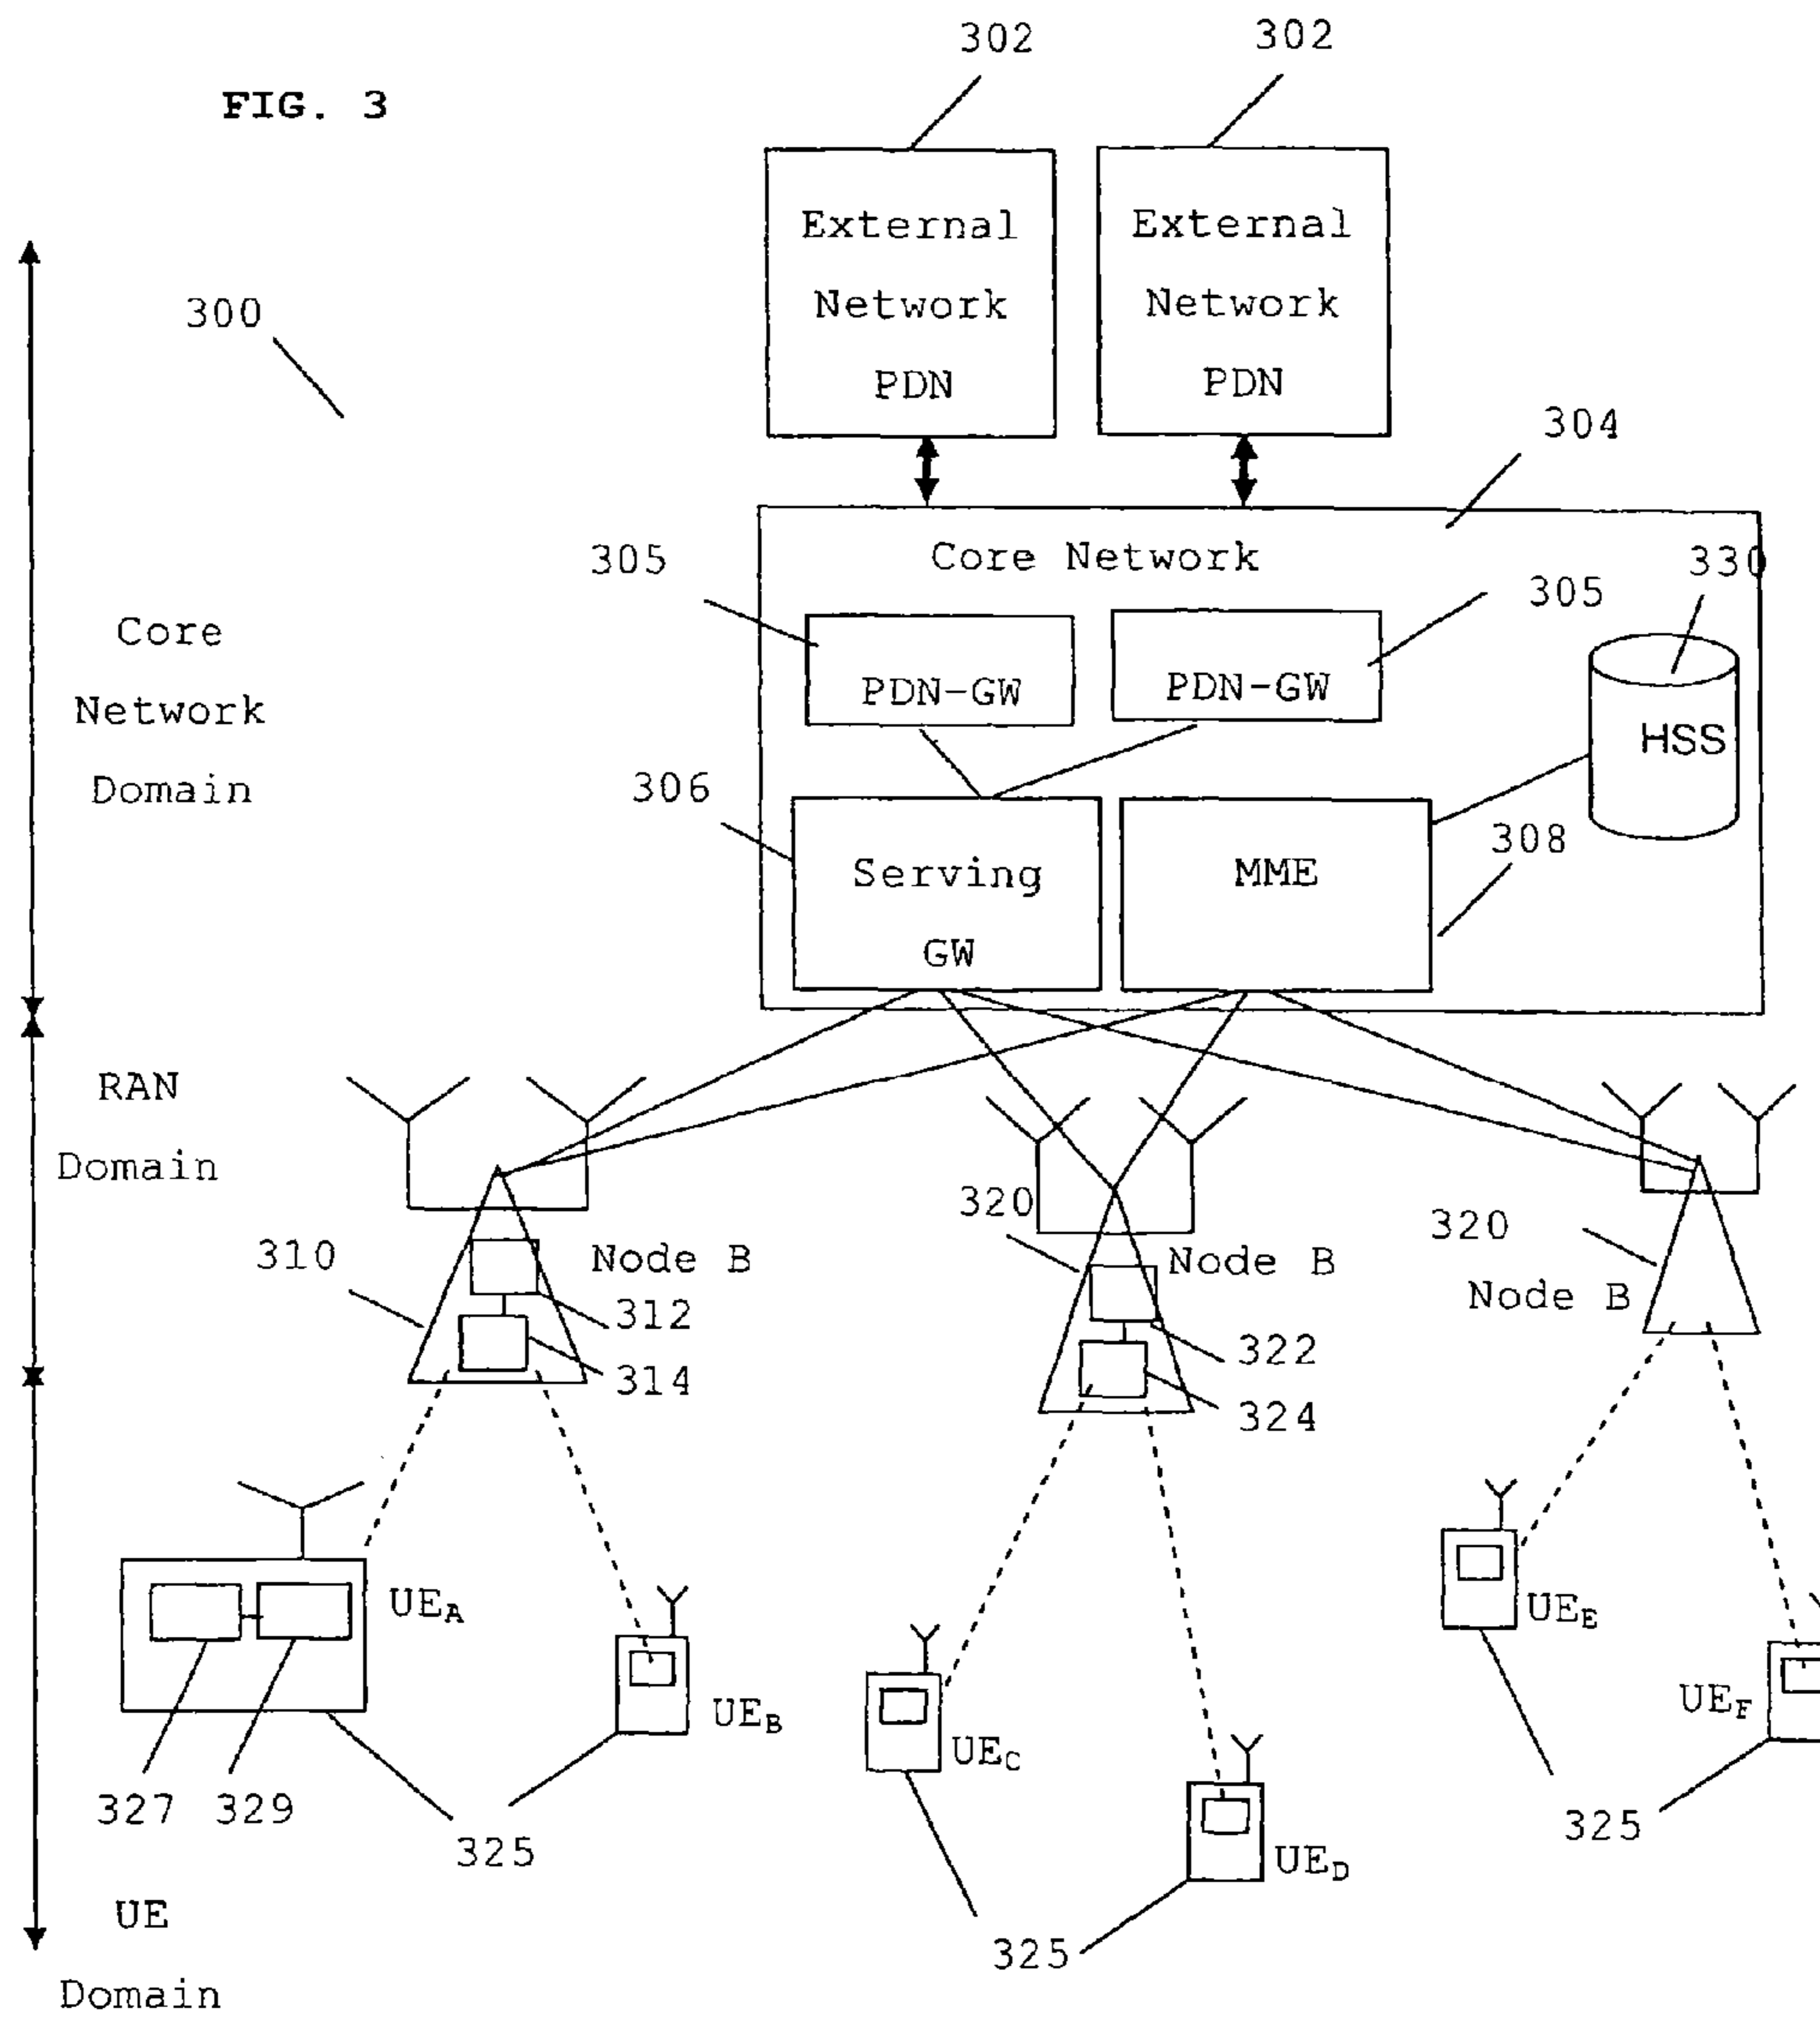 FIG. 3
302
302
External
Network
PDN
External
Network
PDN
300
304
Core Network
305
305
330
PDN-GW
PDN-GW
HSS
Core
Network
Domain
306
308
Serving
GW
MME
RAN
Domain
310
Node B
312
314
320
Node B
322
324
320
Node B
UEA
UEB
UEC
UED
UEE
UEF
327
329
325
325
325
UE
Domain